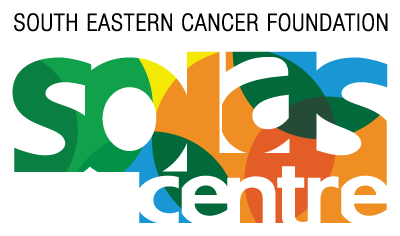 SOUTH EASTERN CANCER FOUNDATION
solas
centre